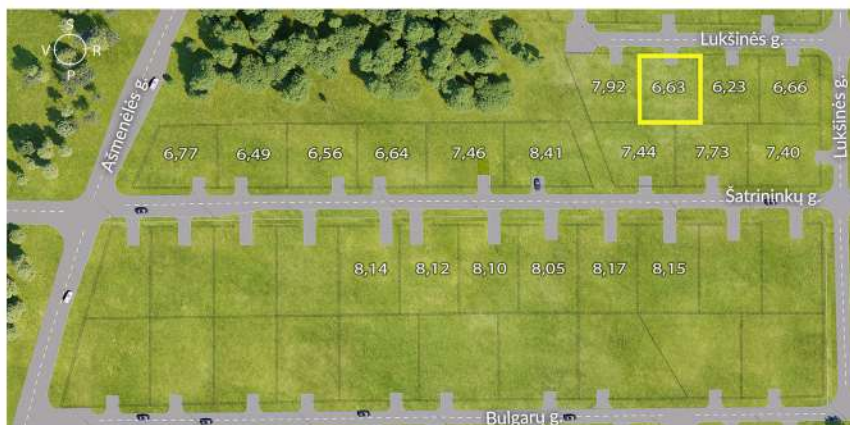 S
V R
P
Lukšinės g.
Ašmenėlės g.
Lukšinės g.
7,92 6,63 6,23 6,66
6,77 6,49 6,56 6,64 7,46 8,41 7,44 7,73 7,40
Šatrininkų g.
8,14 8,12 8,10 8,05 8,17 8,15
Bulgarų g.